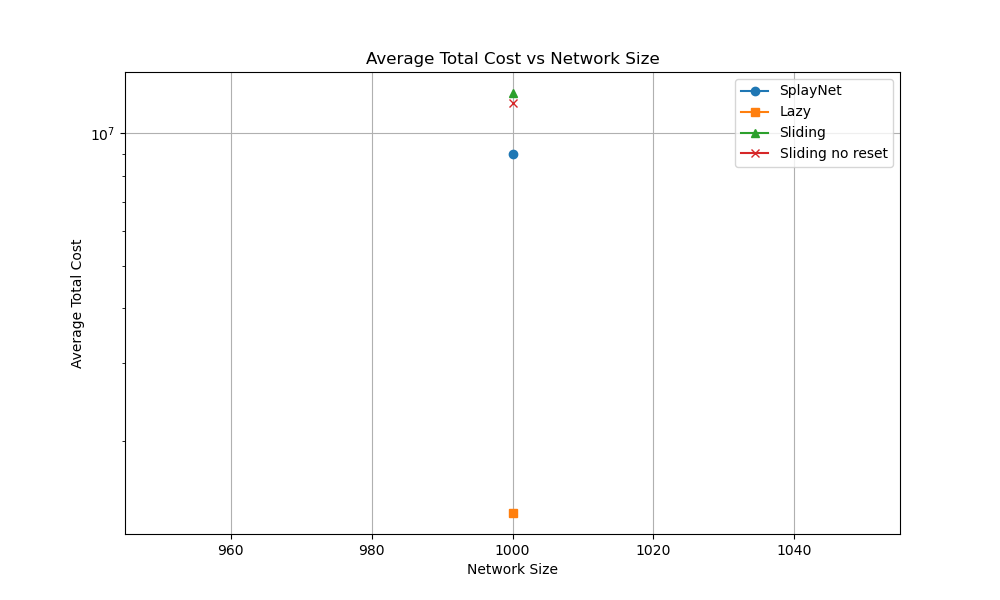 Average Total Cost vs Network Size
SplayNet
Lazy
Sliding
Sliding no reset
10^7
Average Total Cost
960 980 1000 1020 1040
Network Size